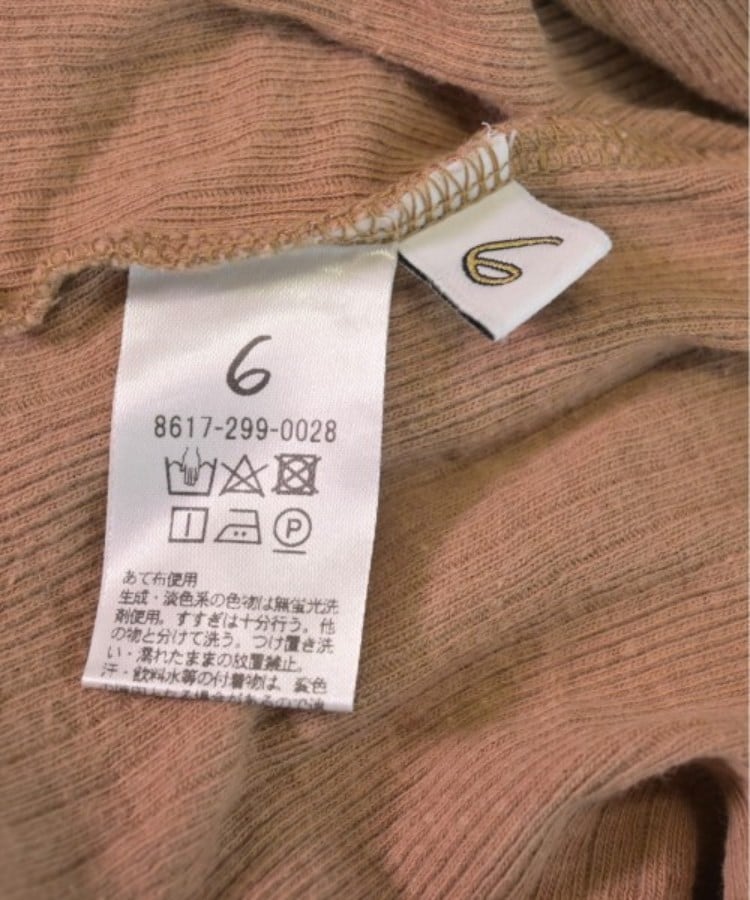 6
6
8617-299-0028
P
あて布使用
生成・淡色系の色物は無蛍光洗
剤使用。すすぎは十分行う。他
の物と分けて洗う。つけ置き洗
い・濡れたままの放置禁止。
汗・飲料水等の付着物は、変色